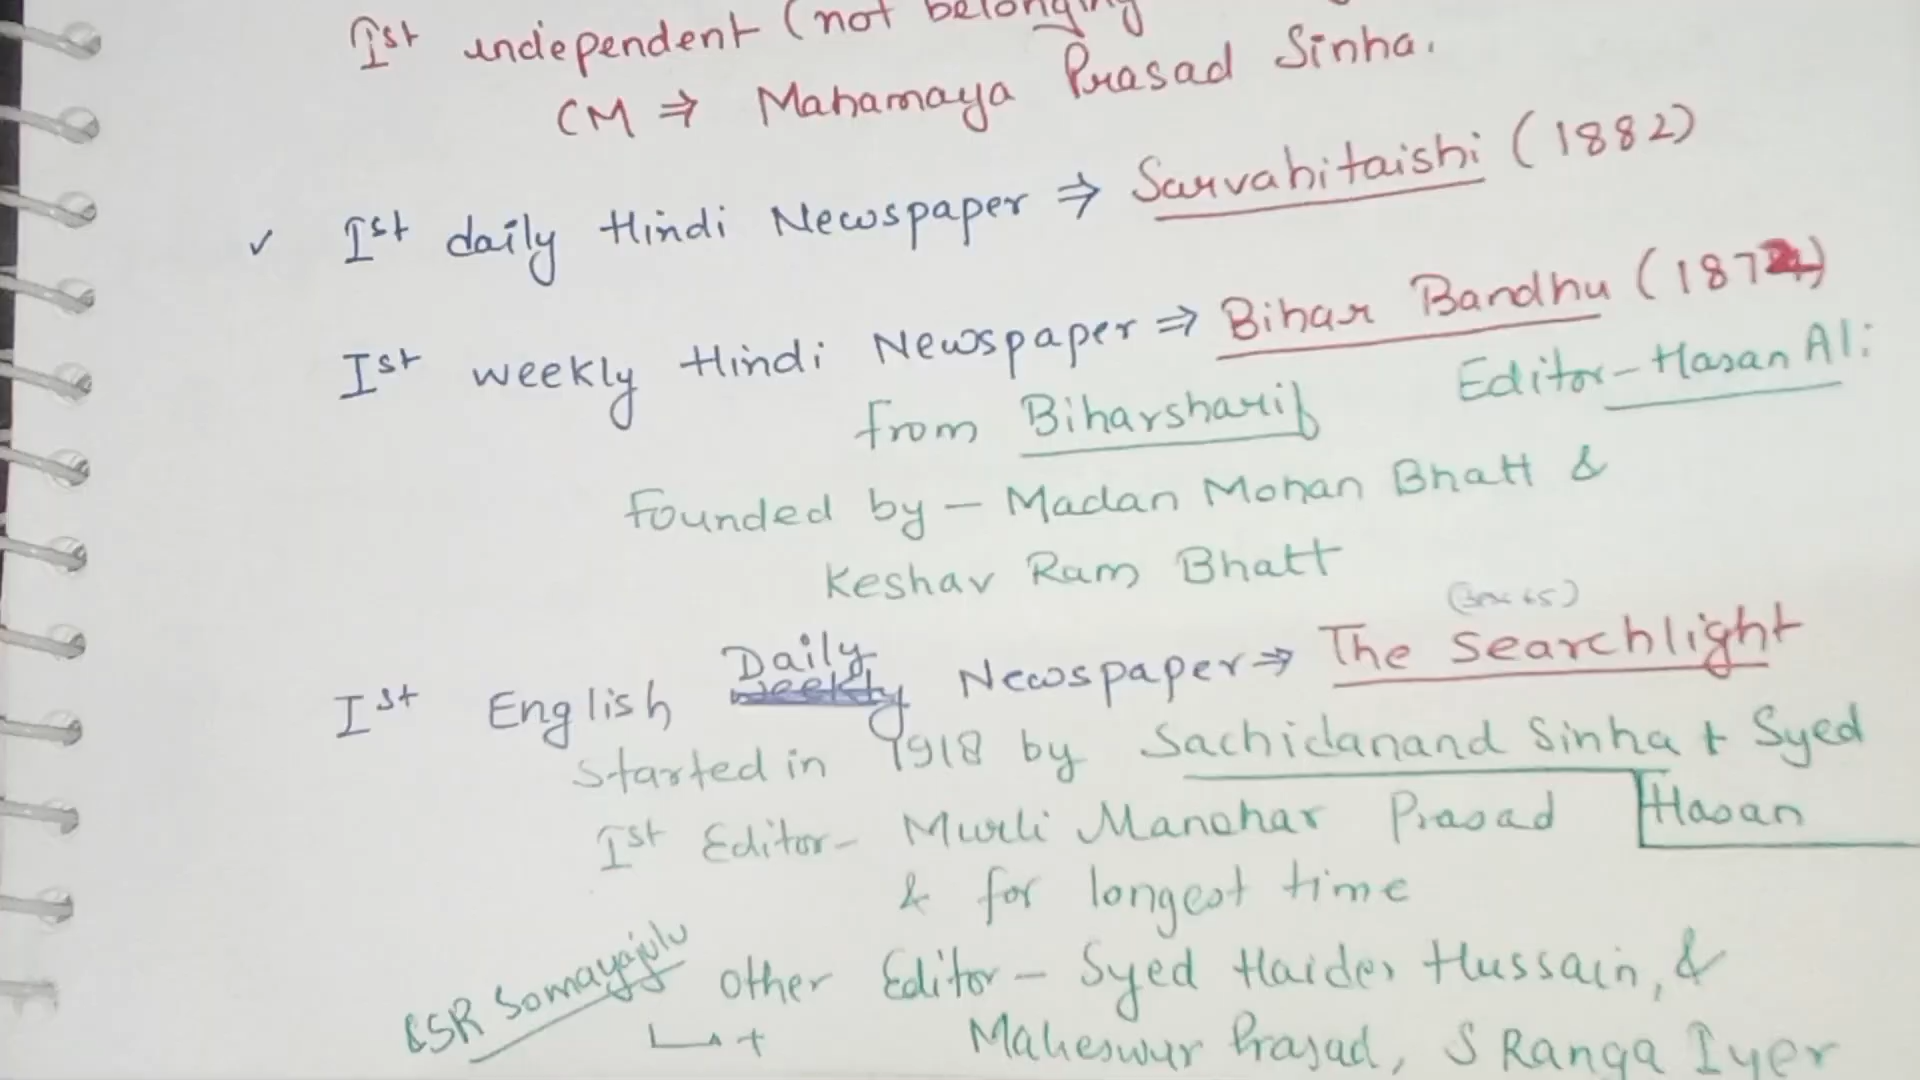 Ist independent (not belonging
CM ⇒ Mahamaya Prasad Sinha.
✓ Ist daily Hindi Newspaper ⇒ Sarvahitaishi (1882)
Ist weekly Hindi Newspaper ⇒ Bihar Bandhu (187
from Biharsharif Editor - Hasan Ali
Founded by - Madan Mohan Bhatt &
Keshav Ram Bhatt
Ist English Daily Newspaper ⇒ The Searchlight
Started in 1918 by Sachidanand Sinha + Syed
Hasan
Ist Editor - Murli Manohar Prasad
& for longest time
Other Editor - Syed Haider Hussain, &
Maheswur Prasad, S Ranga Iyer
+ &SR Somayajulu